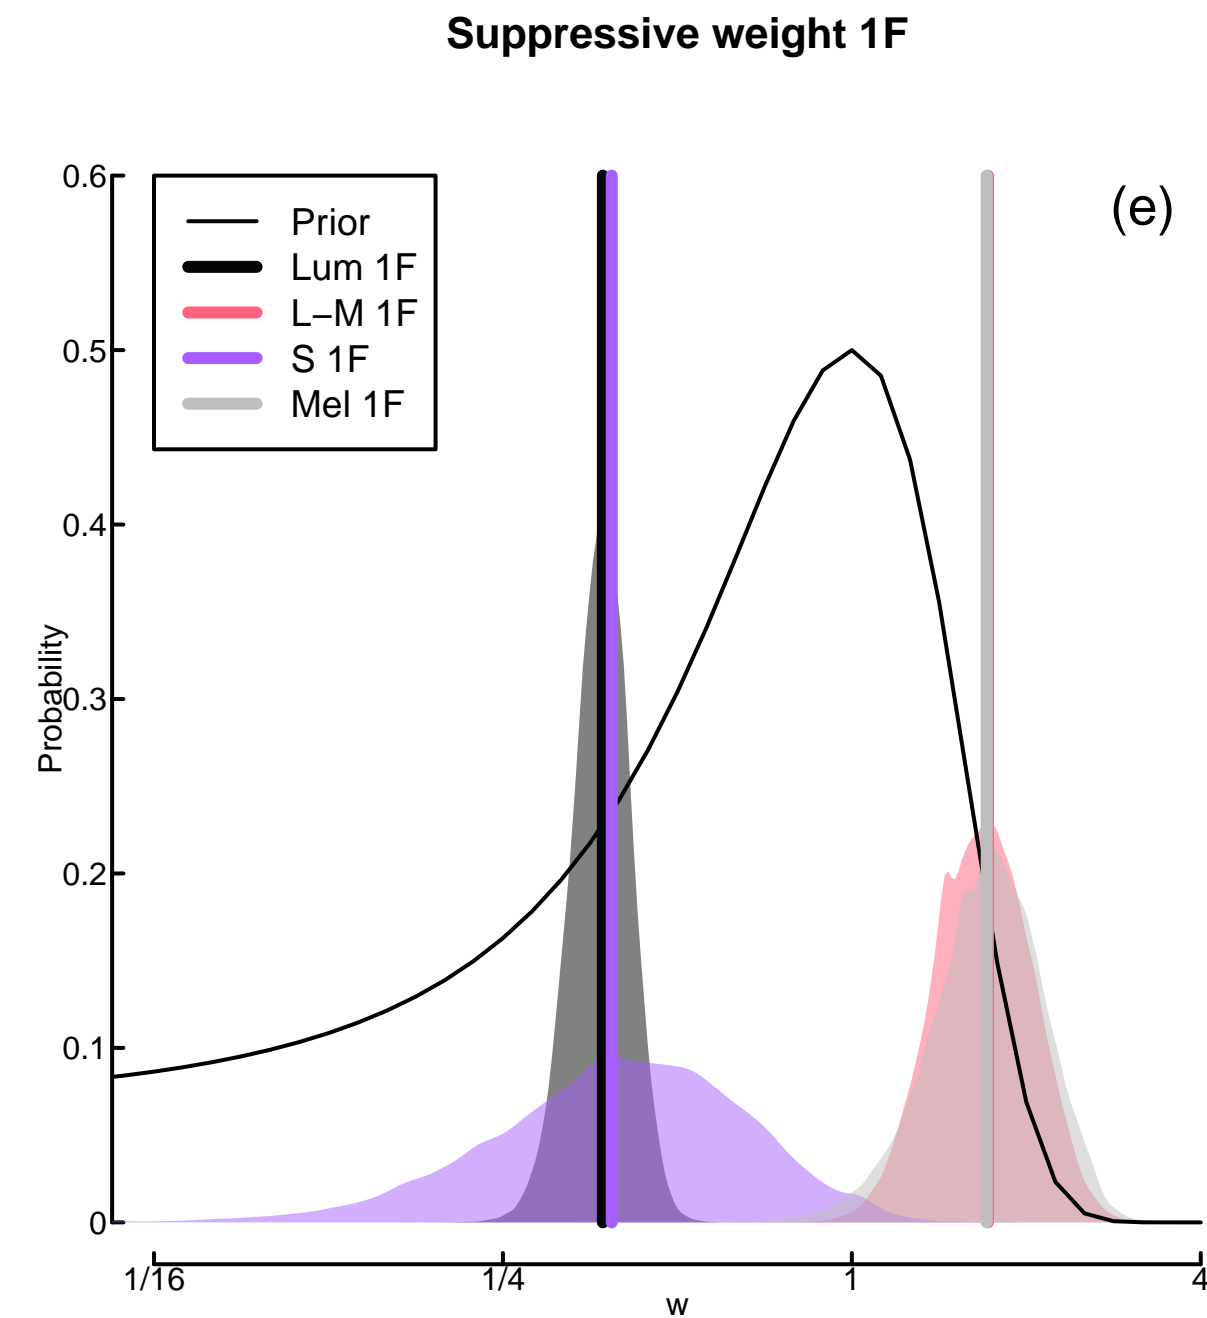 Suppressive weight 1F
(e)
Prior
Lum 1F
L–M 1F
S 1F
Mel 1F
0.6
0.5
0.4
0.3
0.2
0.1
0
Probability
1/16
1/4
1
4
w